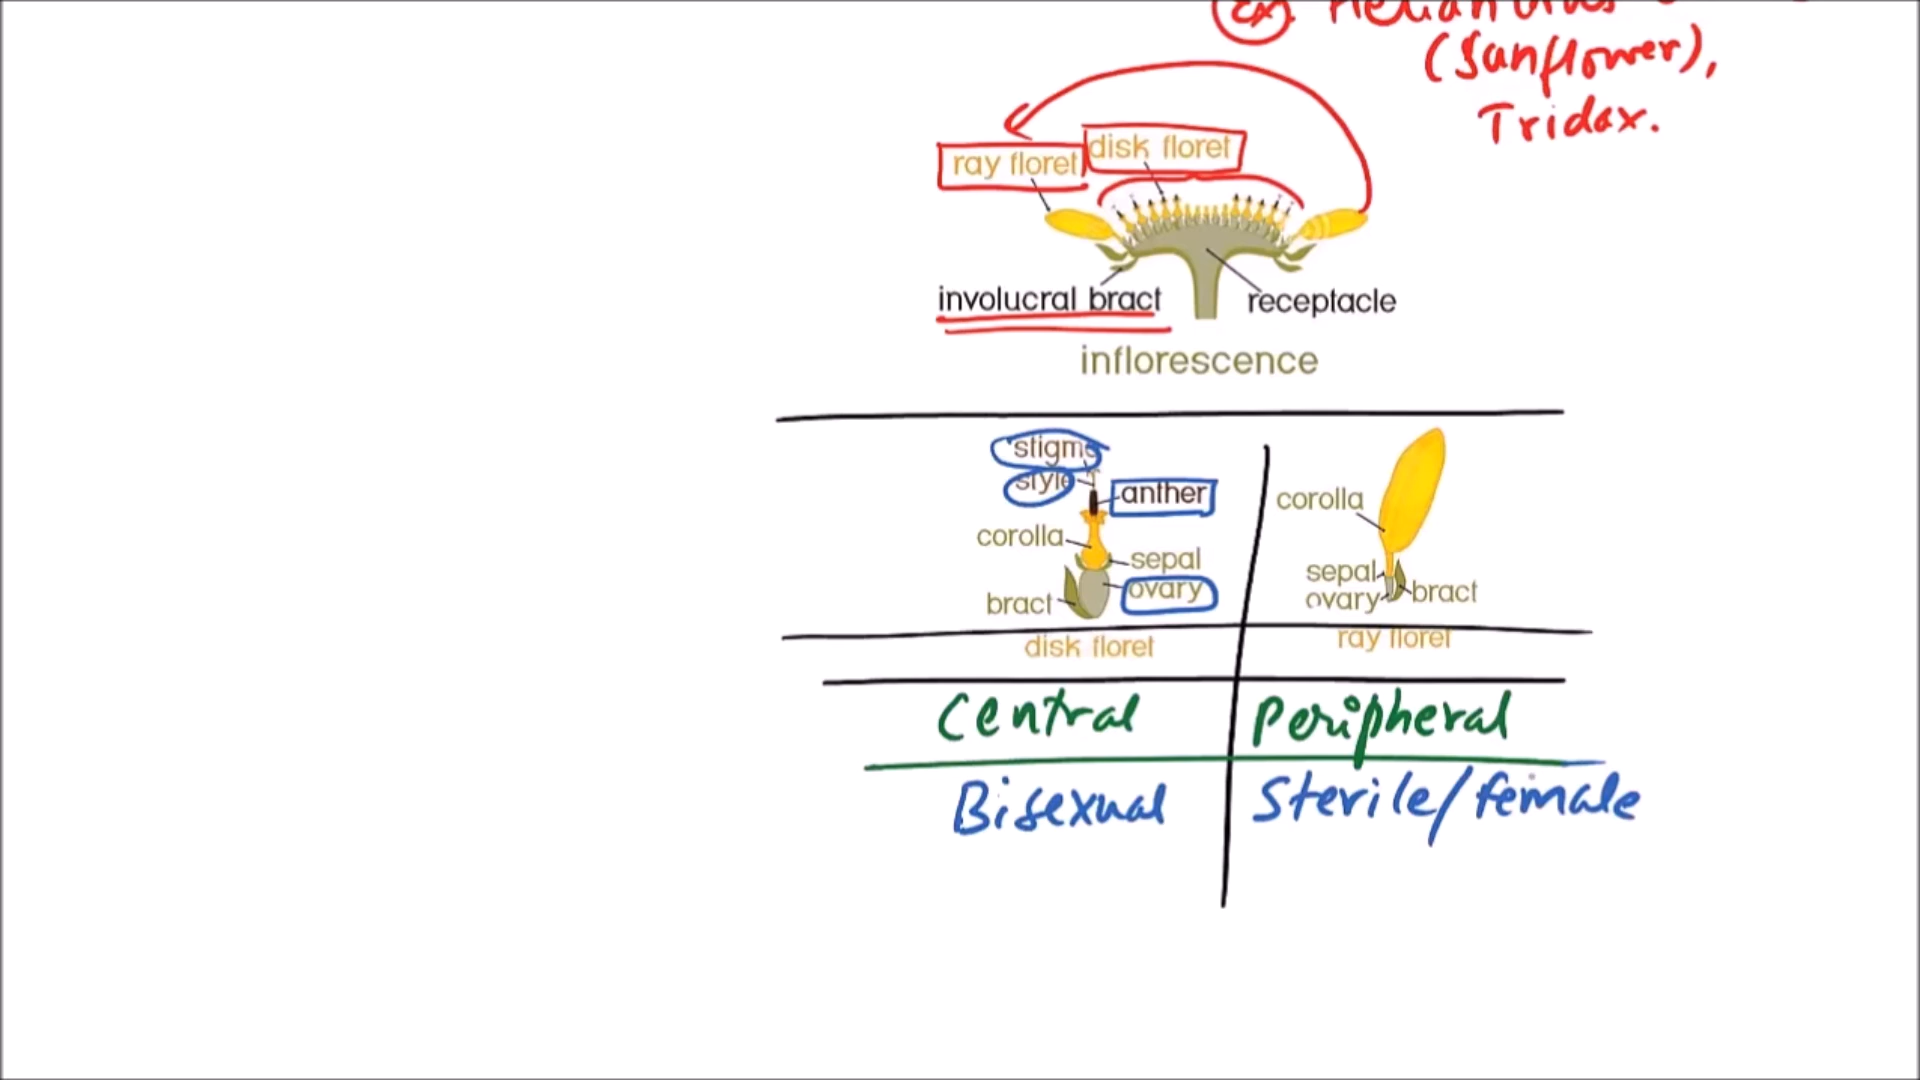 ex).
(Sunflower),
Tridax.
disk floret
ray floret
involucral bract
receptacle
inflorescence
stigma
style
anther
corolla
sepal
ovary
bract
disk floret
corolla
sepal
ovary
bract
ray floret
Central
Peripheral
Bisexual
Sterile/female